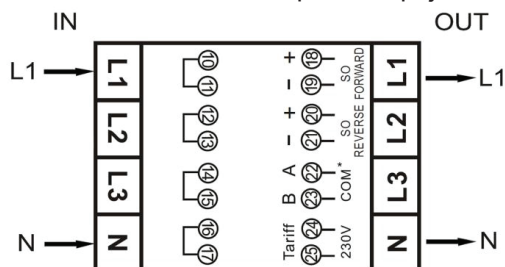 IN OUT
L1 L1 10 + 18 SO FORWARD L1 L1
11 - 19
L2 12 + 20 SO REVERSE L2
13 - 21
L3 14 A 22 COM* L3
15 B 23
N N 16 Tariff 24 230V N N
17 25